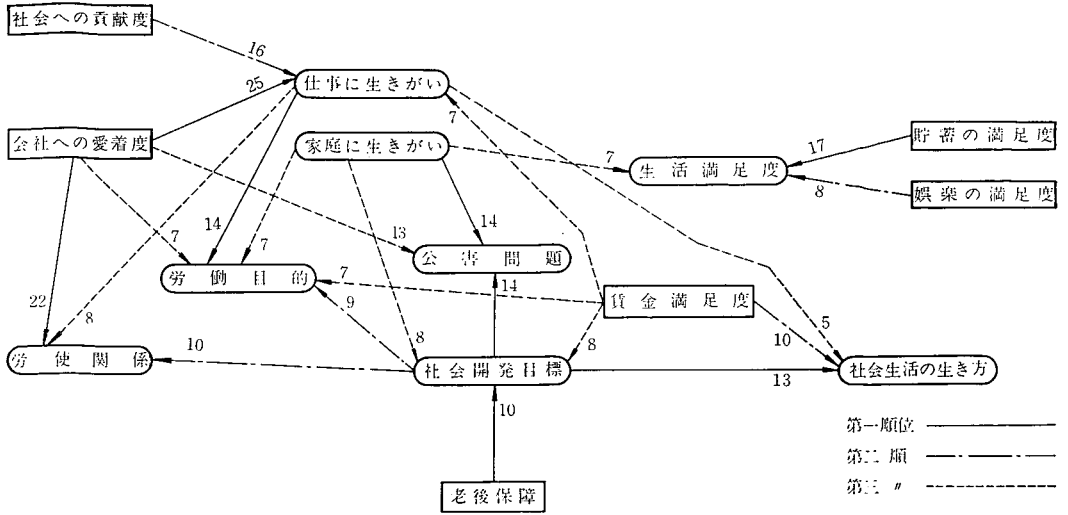 社会への貢献度
16
仕事に生きがい
25
7
会社への愛着度
家庭に生きがい
7
生活満足度
17
貯蓄の満足度
8
娯楽の満足度
14
7
7
13
14
公害問題
労働目的
7
9
14
賃金満足度
22
8
8
8
10
5
労使関係
10
社会開発目標
13
社会生活の生き方
10
老後保障
第一順位
第二順
第三 〃